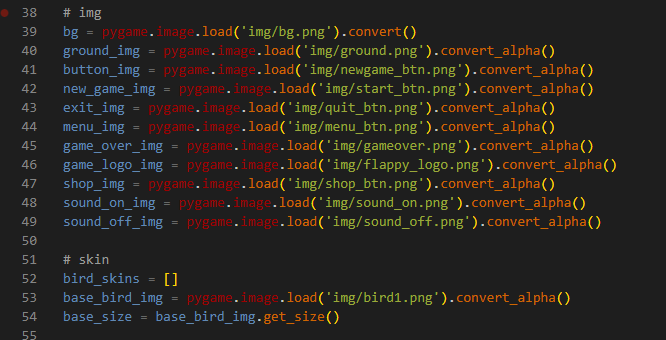 38 # img
39 bg = pygame.image.load('img/bg.png').convert()
40 ground_img = pygame.image.load('img/ground.png').convert_alpha()
41 button_img = pygame.image.load('img/newgame_btn.png').convert_alpha()
42 new_game_img = pygame.image.load('img/start_btn.png').convert_alpha()
43 exit_img = pygame.image.load('img/quit_btn.png').convert_alpha()
44 menu_img = pygame.image.load('img/menu_btn.png').convert_alpha()
45 game_over_img = pygame.image.load('img/gameover.png').convert_alpha()
46 game_logo_img = pygame.image.load('img/flappy_logo.png').convert_alpha()
47 shop_img = pygame.image.load('img/shop_btn.png').convert_alpha()
48 sound_on_img = pygame.image.load('img/sound_on.png').convert_alpha()
49 sound_off_img = pygame.image.load('img/sound_off.png').convert_alpha()
50
51 # skin
52 bird_skins = []
53 base_bird_img = pygame.image.load('img/bird1.png').convert_alpha()
54 base_size = base_bird_img.get_size()
55